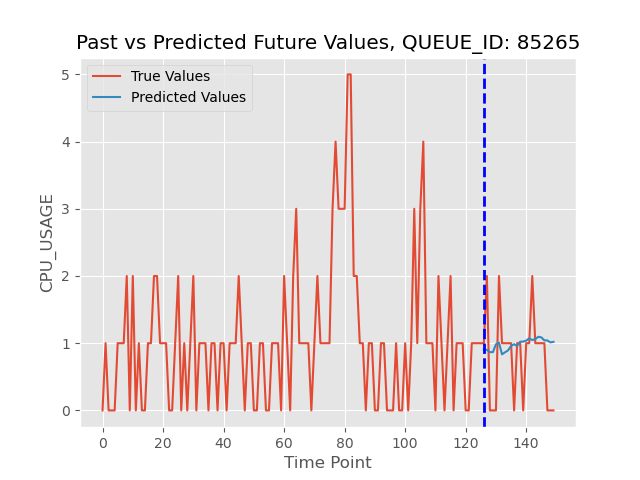 Past vs Predicted Future Values, QUEUE_ID: 85265
True Values
Predicted Values
CPU_USAGE
5
4
3
2
1
0
0 20 40 60 80 100 120 140
Time Point